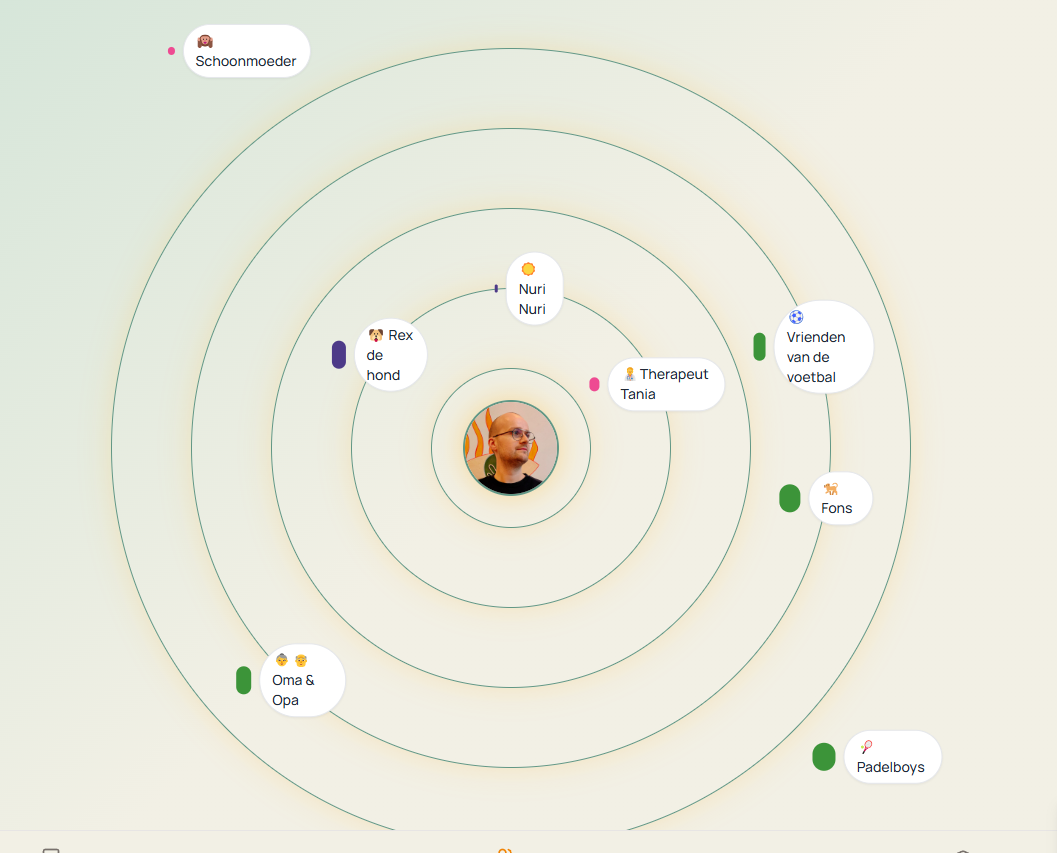 Schoonmoeder
Nuri
Nuri
Rex
de
hond
Vrienden
van de
voetbal
Therapeut
Tania
Fons
Oma &
Opa
Padelboys